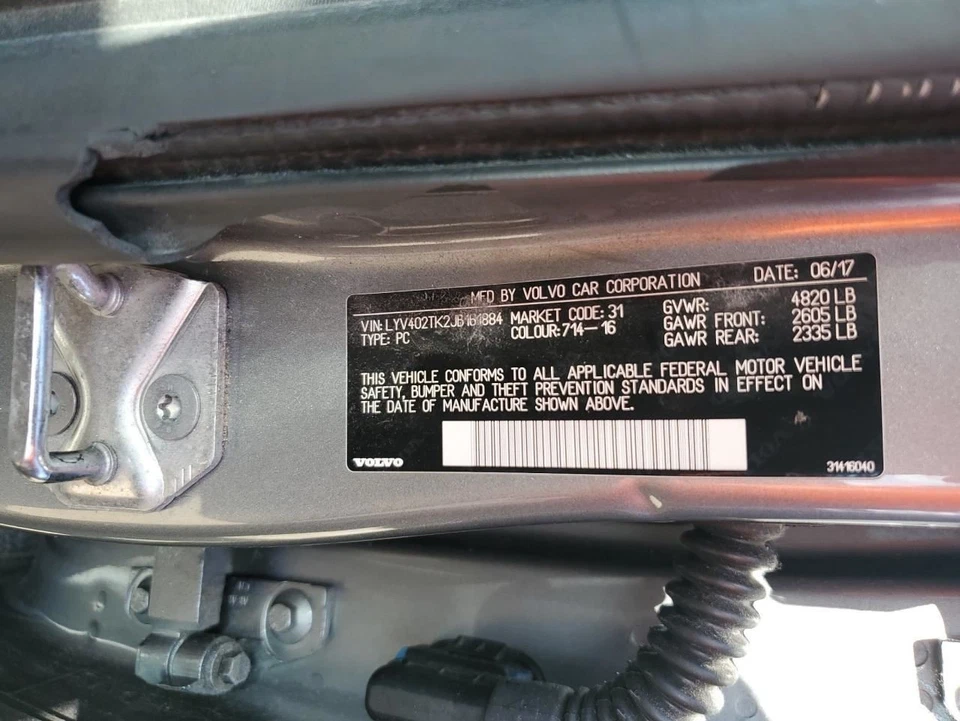 MFD BY VOLVO CAR CORPORATION DATE: 06/17
VIN: LYV402TK2JB161884 MARKET CODE: 31 GVWR: 4820 LB
TYPE: PC COLOUR: 714-16 GAWR FRONT: 2605 LB
GAWR REAR: 2335 LB
THIS VEHICLE CONFORMS TO ALL APPLICABLE FEDERAL MOTOR VEHICLE
SAFETY, BUMPER AND THEFT PREVENTION STANDARDS IN EFFECT ON
THE DATE OF MANUFACTURE SHOWN ABOVE.
VOLVO 31416040